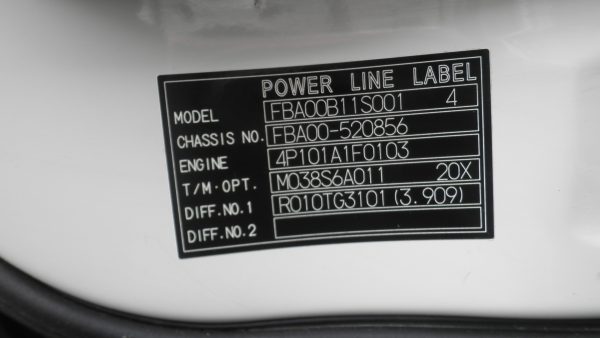 POWER LINE LABEL
MODEL FBA00B11S001 4
CHASSIS NO. FBA00-520856
ENGINE 4P101A1F0103
T/M·OPT. M038S6A011 20X
DIFF.NO.1 R010TG3101 (3.909)
DIFF.NO.2